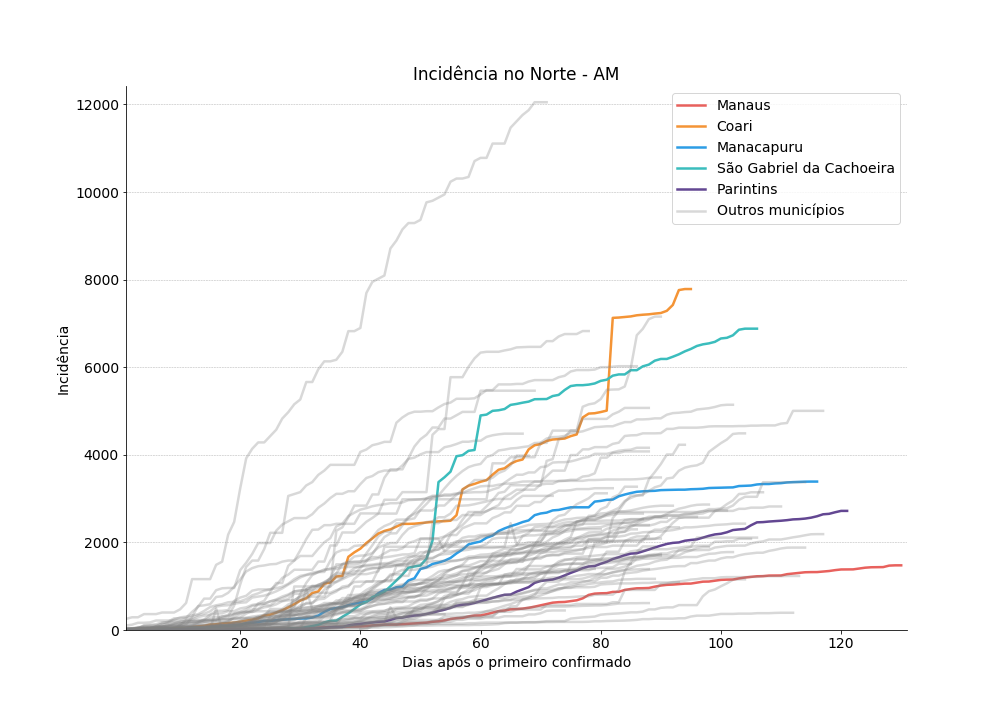 Incidência no Norte - AM
Manaus
Coari
Manacapuru
São Gabriel da Cachoeira
Parintins
Outros municípios
Incidência
12000
10000
8000
6000
4000
2000
0
20
40
60
80
100
120
Dias após o primeiro confirmado